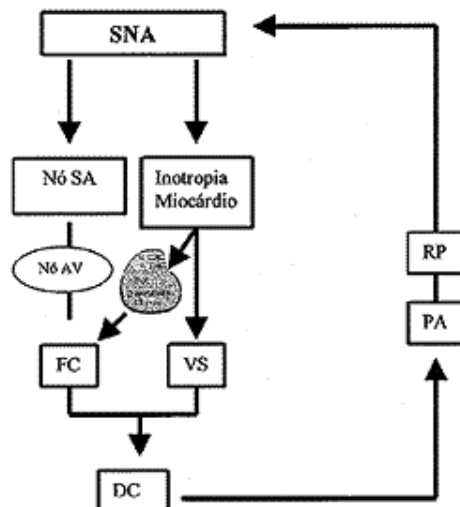 SNA
Nó SA
Inotropia
Miocárdio
Nó AV
RP
PA
FC
VS
DC